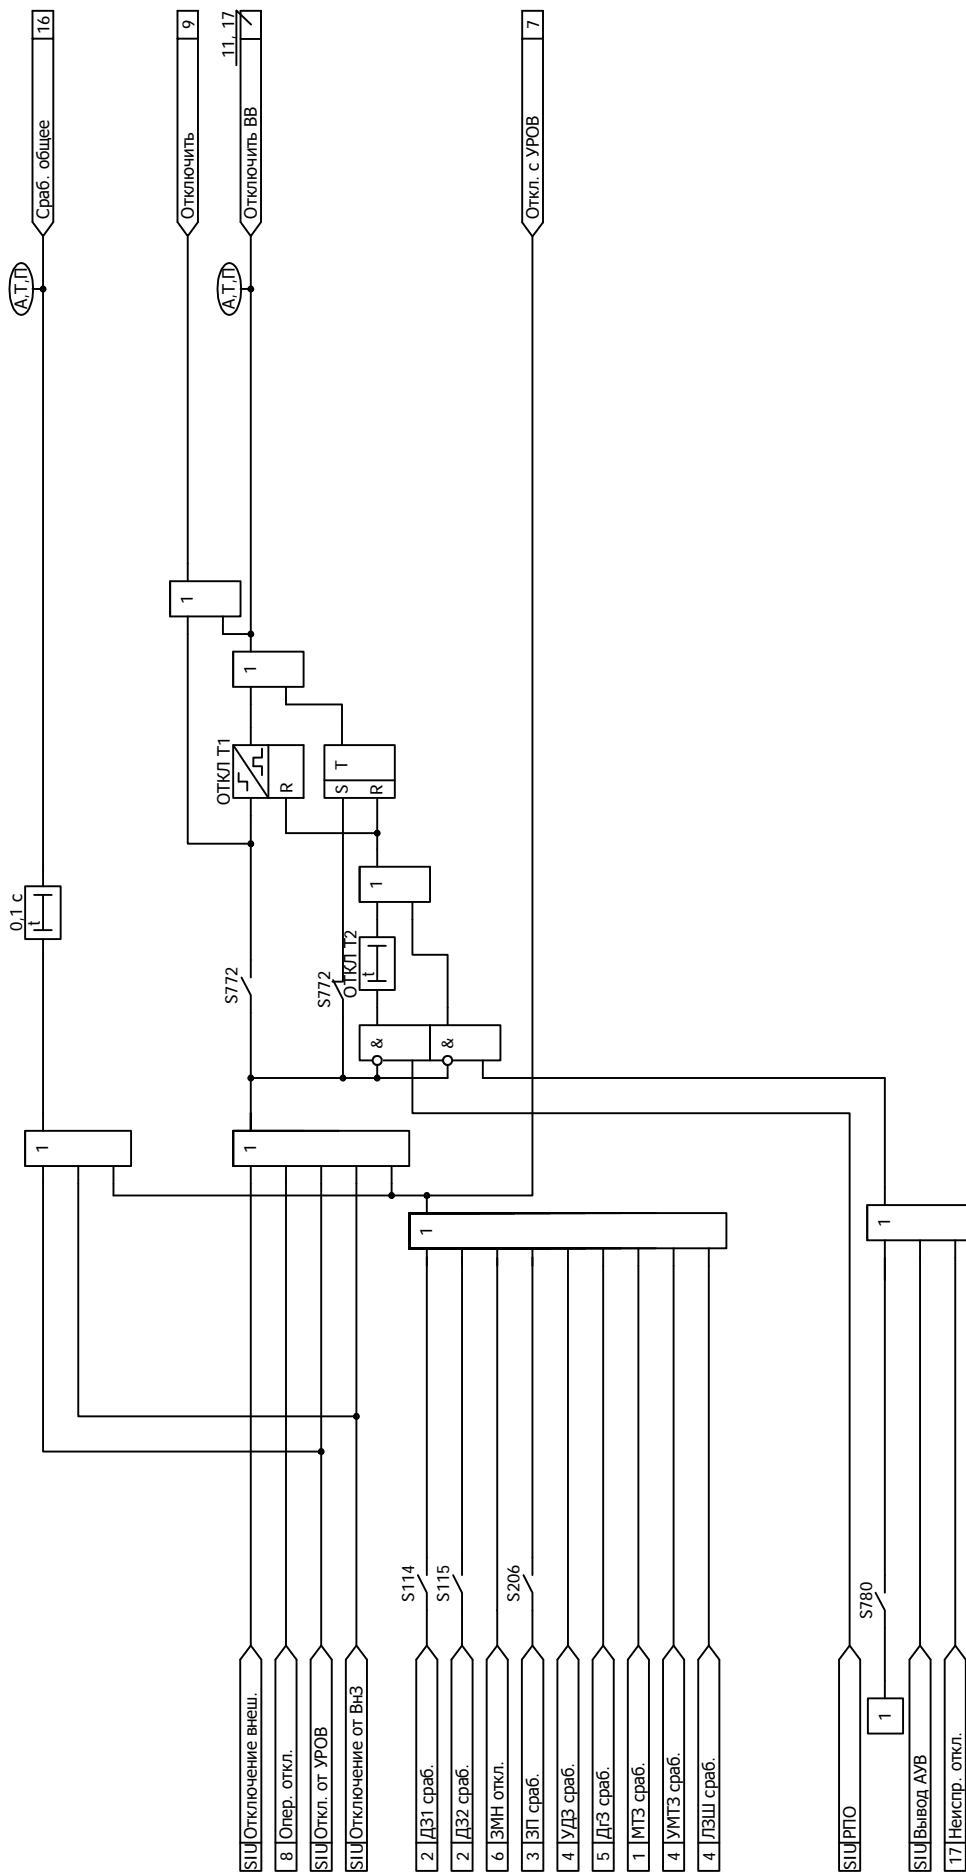 16 Сраб. общее
А,Т,П
0,1 с
t
1
9 Отключить
11, 17
7 Отключить ВВ
А,Т,П
1
1
ОТКЛ Т1
R
S T
R
1
ОТКЛ Т2
t
S772
S772
&
&
1
7 Откл. с УРОВ
1
1
SIU Отключение внеш.
8 Опер. откл.
SIU Откл. от УРОВ
SIU Отключение от ВнЗ
S114
S115
S206
2 ДЗ1 сраб.
2 ДЗ2 сраб.
6 ЗМН откл.
3 ЗП сраб.
4 УДЗ сраб.
5 ДгЗ сраб.
1 МТЗ сраб.
4 УМТЗ сраб.
4 ЛЗШ сраб.
S780
SIU РПО
1
SIU Вывод АУВ
17 Неиспр. откл.